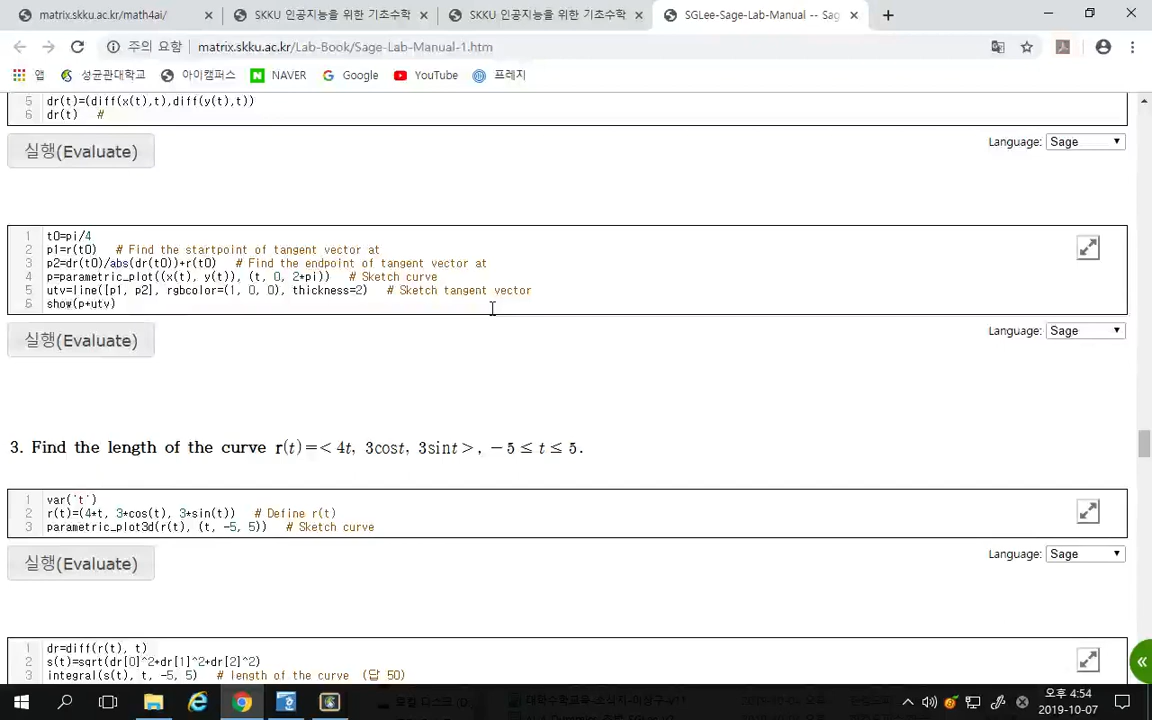 matrix.skku.ac.kr/math4ai/
SKKU 인공지능을 위한 기초수학
SKKU 인공지능을 위한 기초수학
SGLee-Sage-Lab-Manual -- Sag
주의 요함 | matrix.skku.ac.kr/Lab-Book/Sage-Lab-Manual-1.htm
앱 성균관대학교 아이캠퍼스 NAVER Google YouTube 프레지
5 dr(t)=(diff(x(t),t),diff(y(t),t))
6 dr(t) #
실행(Evaluate)
Language: Sage
1 t0=pi/4
2 p1=r(t0) # Find the startpoint of tangent vector at
3 p2=dr(t0)/abs(dr(t0))+r(t0) # Find the endpoint of tangent vector at
4 p=parametric_plot((x(t), y(t)), (t, 0, 2*pi)) # Sketch curve
5 utv=line([p1, p2], rgbcolor=(1, 0, 0), thickness=2) # Sketch tangent vector
6 show(p+utv)
실행(Evaluate)
Language: Sage
3. Find the length of the curve r(t)=< 4t, 3cost, 3sint >, − 5 ≤ t ≤ 5.
1 var('t')
2 r(t)=(4*t, 3*cos(t), 3*sin(t)) # Define r(t)
3 parametric_plot3d(r(t), (t, -5, 5)) # Sketch curve
실행(Evaluate)
Language: Sage
1 dr=diff(r(t), t)
2 s(t)=sqrt(dr[0]^2+dr[1]^2+dr[2]^2)
3 integral(s(t), t, -5, 5) # length of the curve (답 50)
오후 4:54
2019-10-07